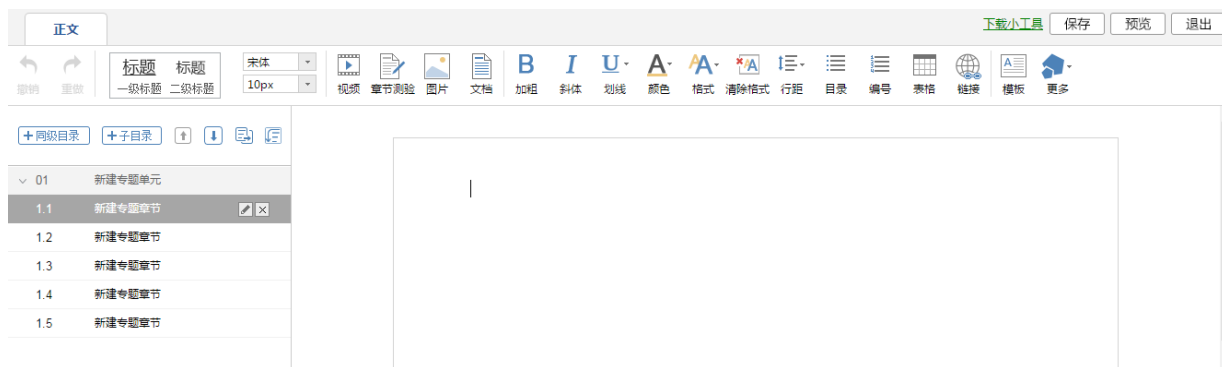 正文 下载小工具 保存 预览 退出
标题 标题 宋体
撤销 重做 一级标题 二级标题 10px 视频 章节测验 图片 文档 B 加粗 I 斜体 U 划线 A 颜色 AA 格式 A 清除格式 行距 目录 编号 表格 链接 A 模板 更多
+同级目录 +子目录
01 新建专题单元
1.1 新建专题章节
1.2 新建专题章节
1.3 新建专题章节
1.4 新建专题章节
1.5 新建专题章节